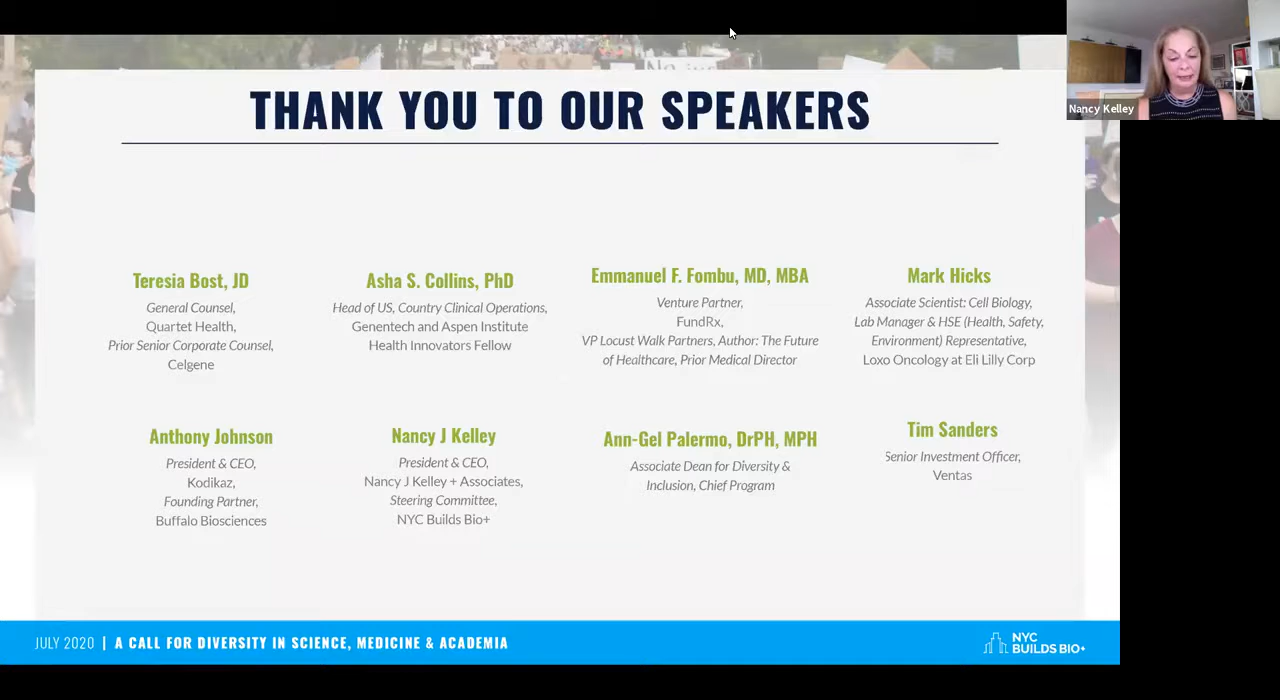 No jus
Nancy Kelley
THANK YOU TO OUR SPEAKERS
Teresia Bost, JD
General Counsel,
Quartet Health,
Prior Senior Corporate Counsel,
Celgene
Asha S. Collins, PhD
Head of US, Country Clinical Operations,
Genentech and Aspen Institute
Health Innovators Fellow
Emmanuel F. Fombu, MD, MBA
Venture Partner,
FundRx,
VP Locust Walk Partners, Author: The Future
of Healthcare, Prior Medical Director
Mark Hicks
Associate Scientist: Cell Biology,
Lab Manager & HSE (Health, Safety,
Environment) Representative,
Loxo Oncology at Eli Lilly Corp
Anthony Johnson
President & CEO,
Kodikaz,
Founding Partner,
Buffalo Biosciences
Nancy J Kelley
President & CEO,
Nancy J Kelley + Associates,
Steering Committee,
NYC Builds Bio+
Ann-Gel Palermo, DrPH, MPH
Associate Dean for Diversity &
Inclusion, Chief Program
Tim Sanders
Senior Investment Officer,
Ventas
JULY 2020 | A CALL FOR DIVERSITY IN SCIENCE, MEDICINE & ACADEMIA
NYC
BUILDS BIO+